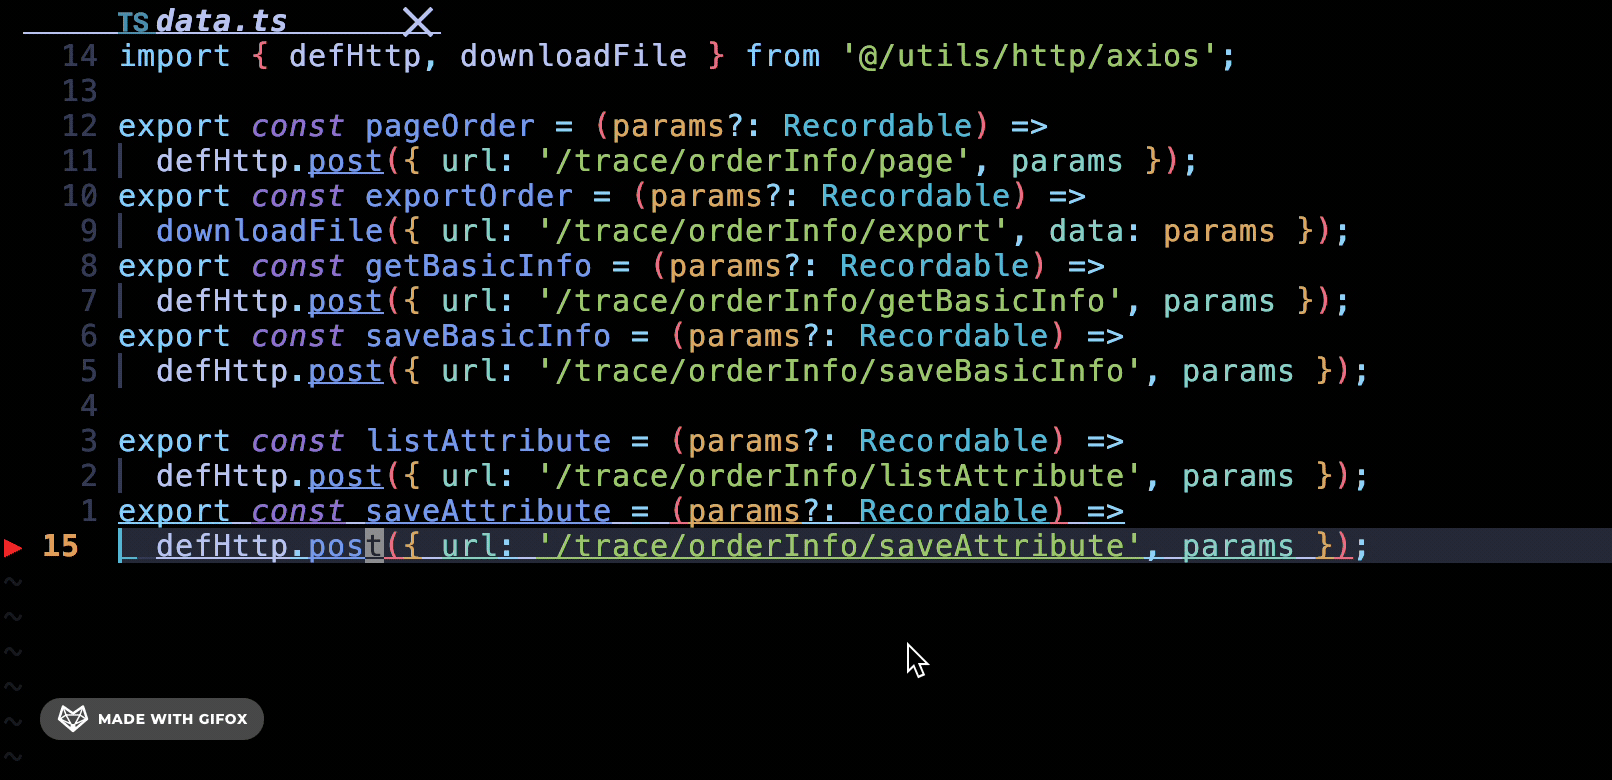 TS data.ts
14 import { defHttp, downloadFile } from '@/utils/http/axios';
13
12 export const pageOrder = (params?: Recordable) =>
11   defHttp.post({ url: '/trace/orderInfo/page', params });
10 export const exportOrder = (params?: Recordable) =>
9   downloadFile({ url: '/trace/orderInfo/export', data: params });
8 export const getBasicInfo = (params?: Recordable) =>
7   defHttp.post({ url: '/trace/orderInfo/getBasicInfo', params });
6 export const saveBasicInfo = (params?: Recordable) =>
5   defHttp.post({ url: '/trace/orderInfo/saveBasicInfo', params });
4
3 export const listAttribute = (params?: Recordable) =>
2   defHttp.post({ url: '/trace/orderInfo/listAttribute', params });
1 export const saveAttribute = (params?: Recordable) =>
15   defHttp.post({ url: '/trace/orderInfo/saveAttribute', params });
~
~
~
~
~
~
MADE WITH GIFOX